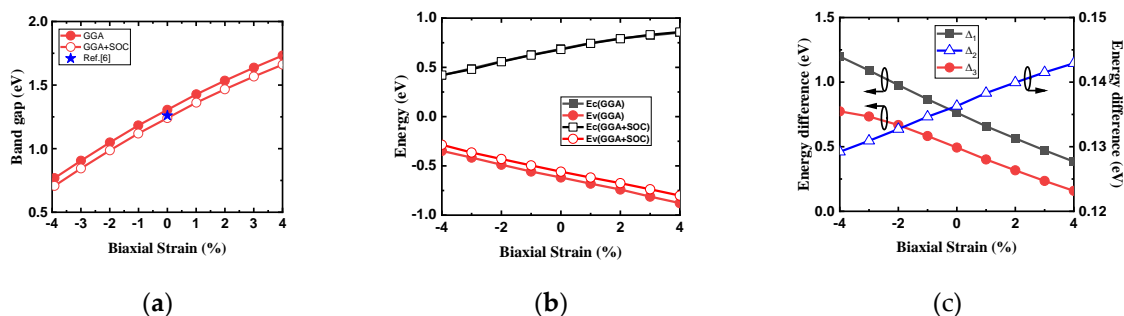 2.0
1.5
1.0
0.5
Band gap (eV)
GGA
GGA+SOC
Ref.[6]
-4 -3 -2 -1 0 1 2 3 4
Biaxial Strain (%)
(a)
1.0
0.5
0.0
-0.5
-1.0
Energy (eV)
Ec(GGA)
Ev(GGA)
Ec(GGA+SOC)
Ev(GGA+SOC)
-4 -2 0 2 4
Biaxial Strain (%)
(b)
1.5
1.0
0.5
0.0
Energy difference (eV)
Δ1
Δ2
Δ3
0.15
0.14
0.13
0.12
Energy difference (eV)
-4 -2 0 2 4
Biaxial Strain (%)
(c)